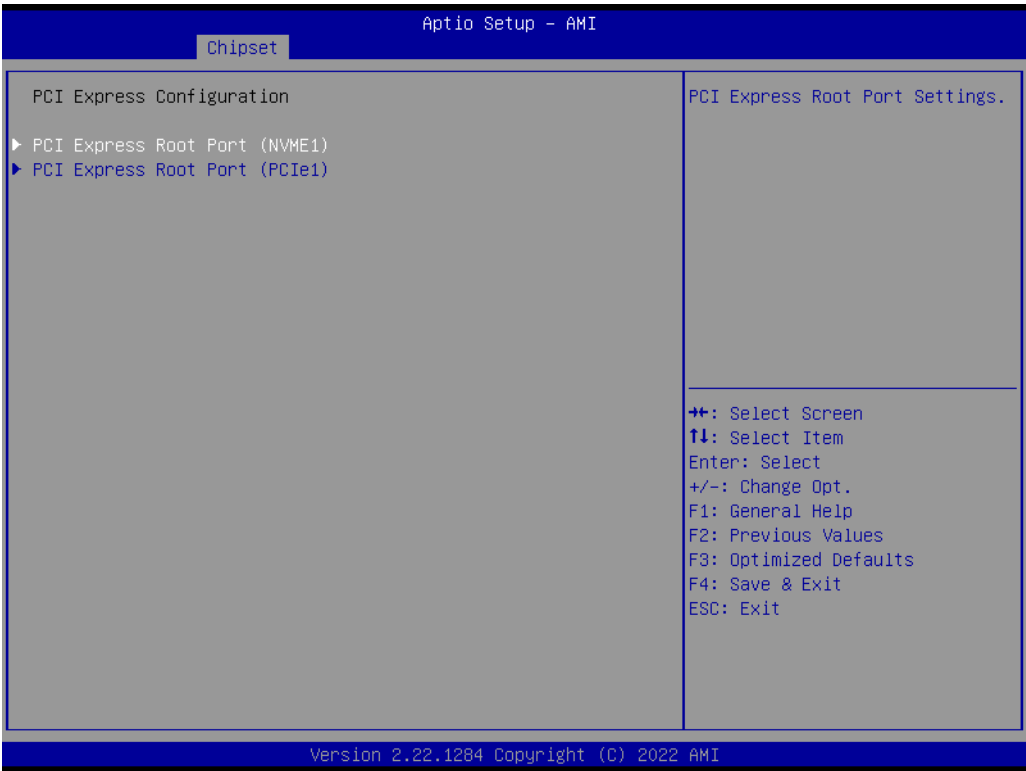 Aptio Setup – AMI
Chipset
PCI Express Configuration
PCI Express Root Port (NVME1)
PCI Express Root Port (PCIe1)
PCI Express Root Port Settings.
→←: Select Screen
↑↓: Select Item
Enter: Select
+/-: Change Opt.
F1: General Help
F2: Previous Values
F3: Optimized Defaults
F4: Save & Exit
ESC: Exit
Version 2.22.1284 Copyright (C) 2022 AMI